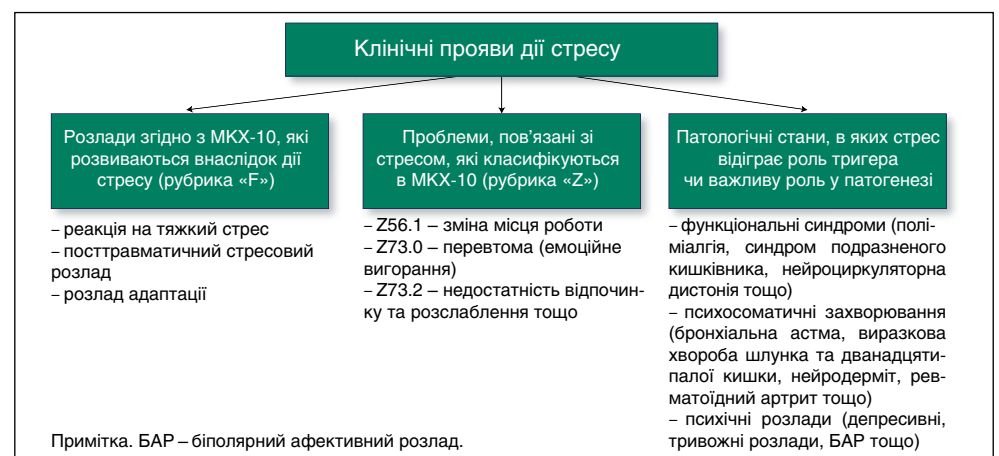 Клінічні прояви дії стресу
Розлади згідно з МКХ-10, які
розвиваються внаслідок дії
стресу (рубрика «F»)
– реакція на тяжкий стрес
– посттравматичний стресовий
розлад
– розлад адаптації
Проблеми, пов’язані зі
стресом, які класифікуються
в МКХ-10 (рубрика «Z»)
– Z56.1 – зміна місця роботи
– Z73.0 – перевтома (емоційне
вигорання)
– Z73.2 – недостатність відпочин-
ку та розслаблення тощо
Патологічні стани, в яких стрес
відіграє роль тригера
чи важливу роль у патогенезі
– функціональні синдроми (полі-
міалгія, синдром подразненого
кишківника, нейроциркуляторна
дистонія тощо)
– психосоматичні захворювання
(бронхіальна астма, виразкова
хвороба шлунка та дванадцяти-
палої кишки, нейродерміт, рев-
матоїдний артрит тощо)
– психічні розлади (депресивні,
тривожні розлади, БАР тощо)
Примітка. БАР – біполярний афективний розлад.